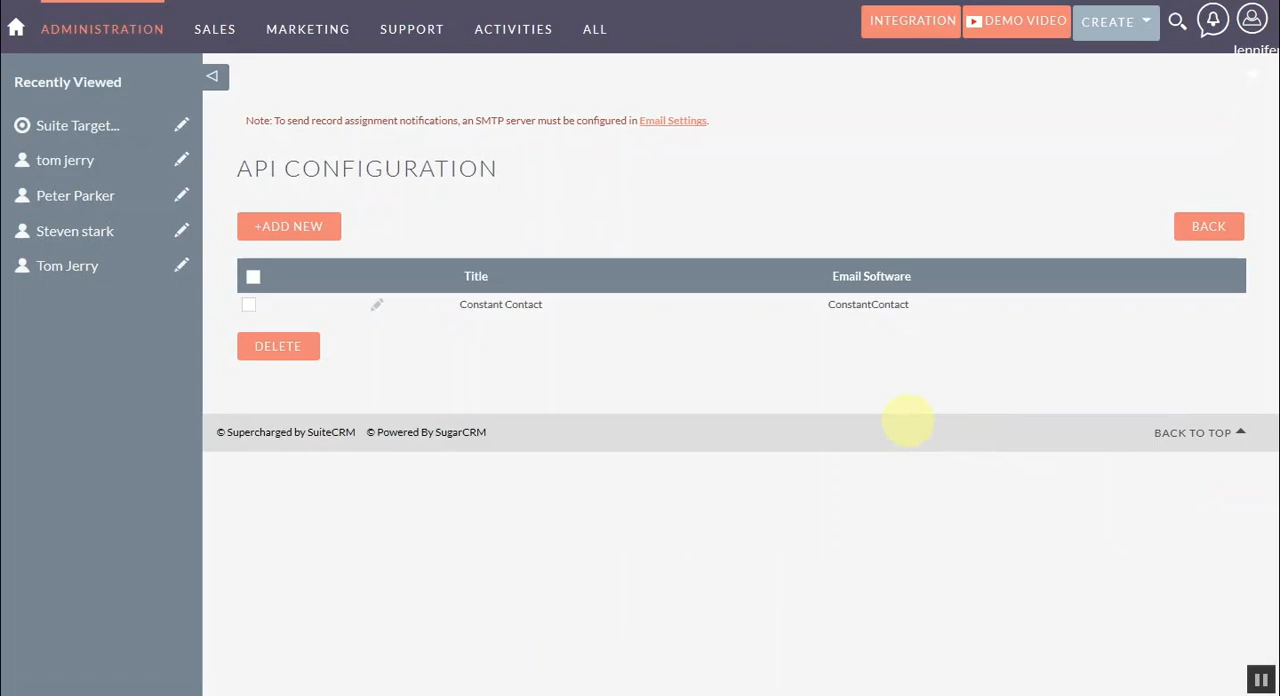 ADMINISTRATION SALES MARKETING SUPPORT ACTIVITIES ALL INTEGRATION DEMO VIDEO CREATE
Jennifer
Recently Viewed
Suite Target...
tom jerry
Peter Parker
Steven stark
Tom Jerry
Note: To send record assignment notifications, an SMTP server must be configured in Email Settings.
API CONFIGURATION
+ADD NEW BACK
Title Email Software
Constant Contact ConstantContact
DELETE
© Supercharged by SuiteCRM © Powered By SugarCRM BACK TO TOP